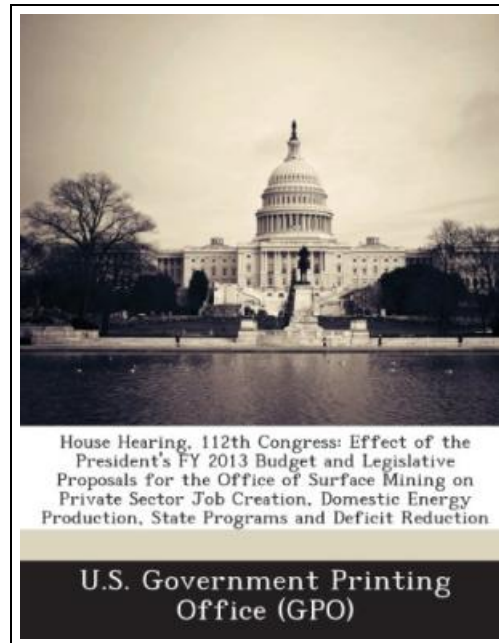 House Hearing, 112th Congress: Effect of the
President's FY 2013 Budget and Legislative
Proposals for the Office of Surface Mining on
Private Sector Job Creation, Domestic Energy
Production, State Programs and Deficit Reduction
U.S. Government Printing
Office (GPO)